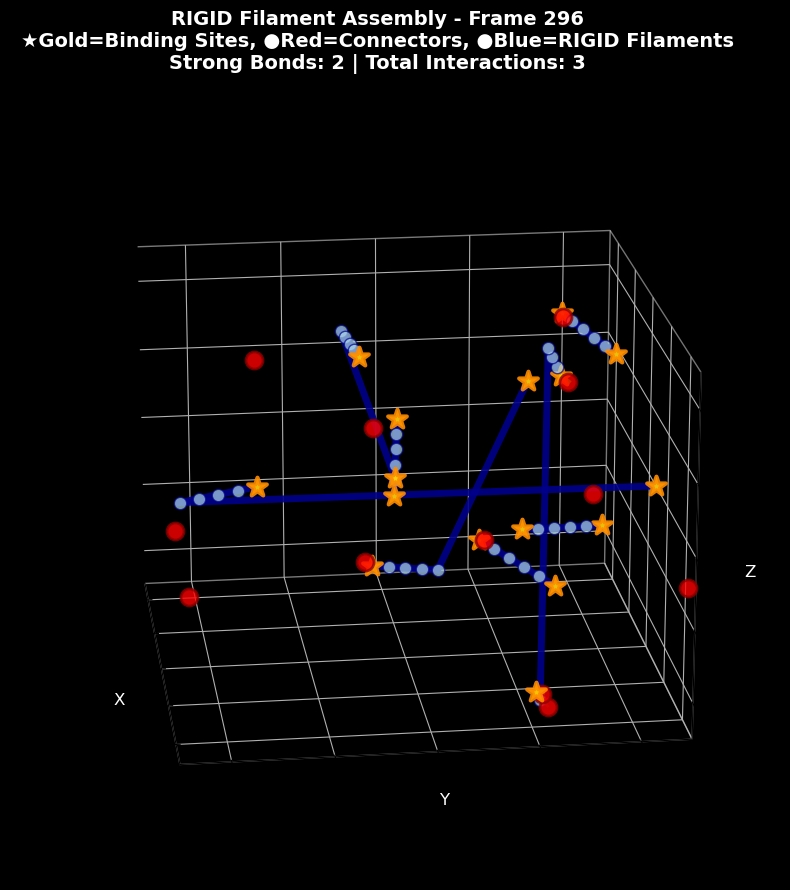 RIGID Filament Assembly - Frame 296
★Gold=Binding Sites, ●Red=Connectors, ●Blue=RIGID Filaments
Strong Bonds: 2 | Total Interactions: 3
Z
X
Y